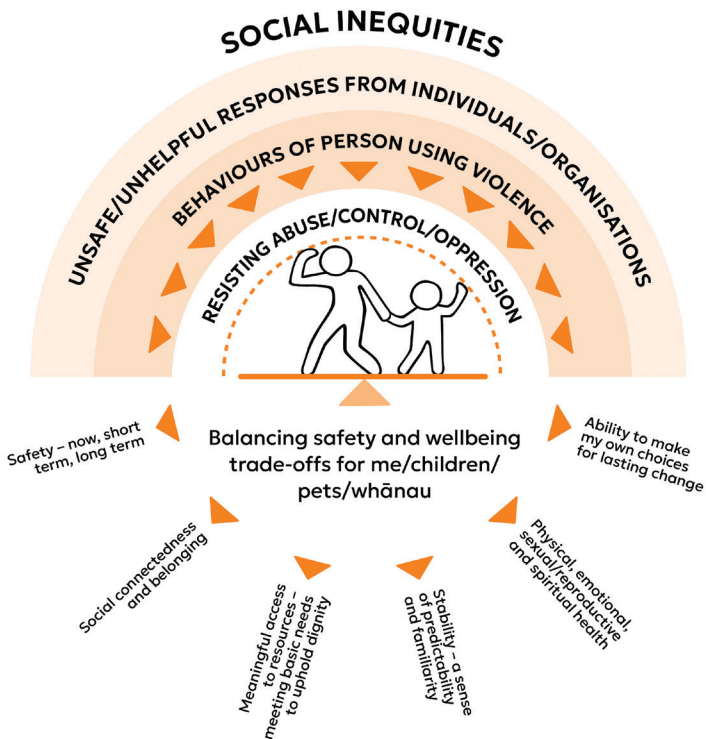 SOCIAL INEQUITIES
UNSAFE/UNHELPFUL RESPONSES FROM INDIVIDUALS/ORGANISATIONS
BEHAVIOURS OF PERSON USING VIOLENCE
RESISTING ABUSE/CONTROL/OPPRESSION
Balancing safety and wellbeing
trade-offs for me/children/
pets/whānau
Safety – now, short
term, long term
Social connectedness
and belonging
Meaningful access
to resources –
meeting basic needs
to uphold dignity
Stability – a sense
of predictability
and familiarity
Physical, emotional,
sexual/reproductive
and spiritual health
Ability to make
my own choices
for lasting change